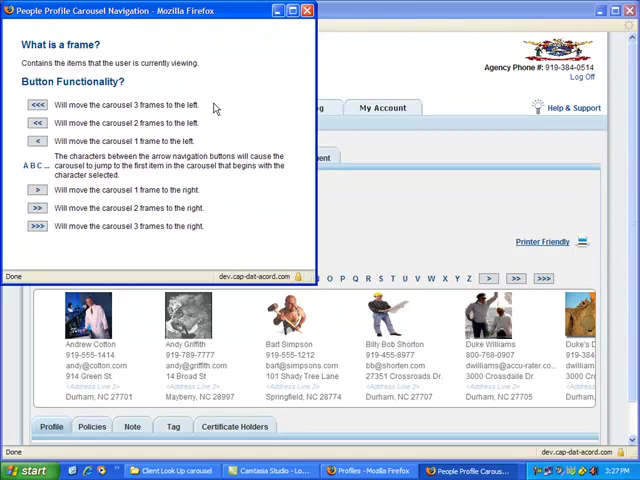 People Profile Carousel Navigation - Mozilla Firefox
What is a frame?
Contains the items that the user is currently viewing.
Button Functionality?
<<< Will move the carousel 3 frames to the left.
<< Will move the carousel 2 frames to the left.
< Will move the carousel 1 frame to the left.
A B C ... The characters between the arrow navigation buttons will cause the
carousel to jump to the first item in the carousel that begins with the
character selected.
> Will move the carousel 1 frame to the right.
>> Will move the carousel 2 frames to the right.
>>> Will move the carousel 3 frames to the right.
Done dev.cap-dat-acord.com
Agency Phone #: 919-384-0514
Log Off
My Account
Help & Support
Printer Friendly
O P Q R S T U V W X Y Z > >> >>>
Andrew Cotton
919-555-1414
andy@cotton.com
914 Green St
<Address Line 2>
Durham, NC 27701
Andy Griffith
919-789-7777
andy@griffith.com
14 Broad St
<Address Line 2>
Mayberry, NC 28997
Bart Simpson
919-555-1212
bart@simpsons.com
101 Shady Tree Lane
<Address Line 2>
Springfield, NC 28774
Billy Bob Shorton
919-455-8977
bb@shorton.com
27351 Crossroads Dr.
<Address Line 2>
Durham, NC 27707
Duke Williams
800-768-0907
dwilliams@accu-rater.co...
3000 Croasdaile Dr.
<Address Line 2>
Durham, NC 27705
Duke's D
919-384
dwilliam
3000 Cro
<Address
Durham,
Profile Policies Note Tag Certificate Holders
Done dev.cap-dat-acord.com
start Client Look Up carousel Camtasia Studio - Lo... Profiles - Mozilla Firefox People Profile Carous... 3:27 PM